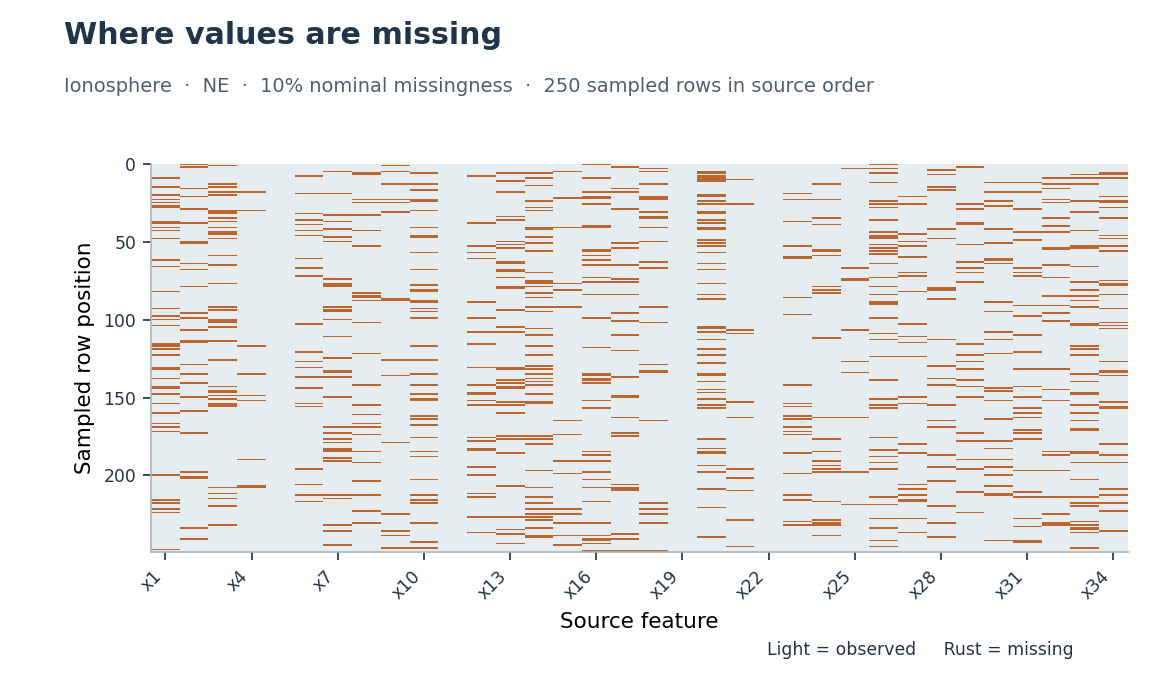 Where values are missing
Ionosphere · NE · 10% nominal missingness · 250 sampled rows in source order
Sampled row position
0
50
100
150
200
x1 x4 x7 x10 x13 x16 x19 x22 x25 x28 x31 x34
Source feature
Light = observed Rust = missing